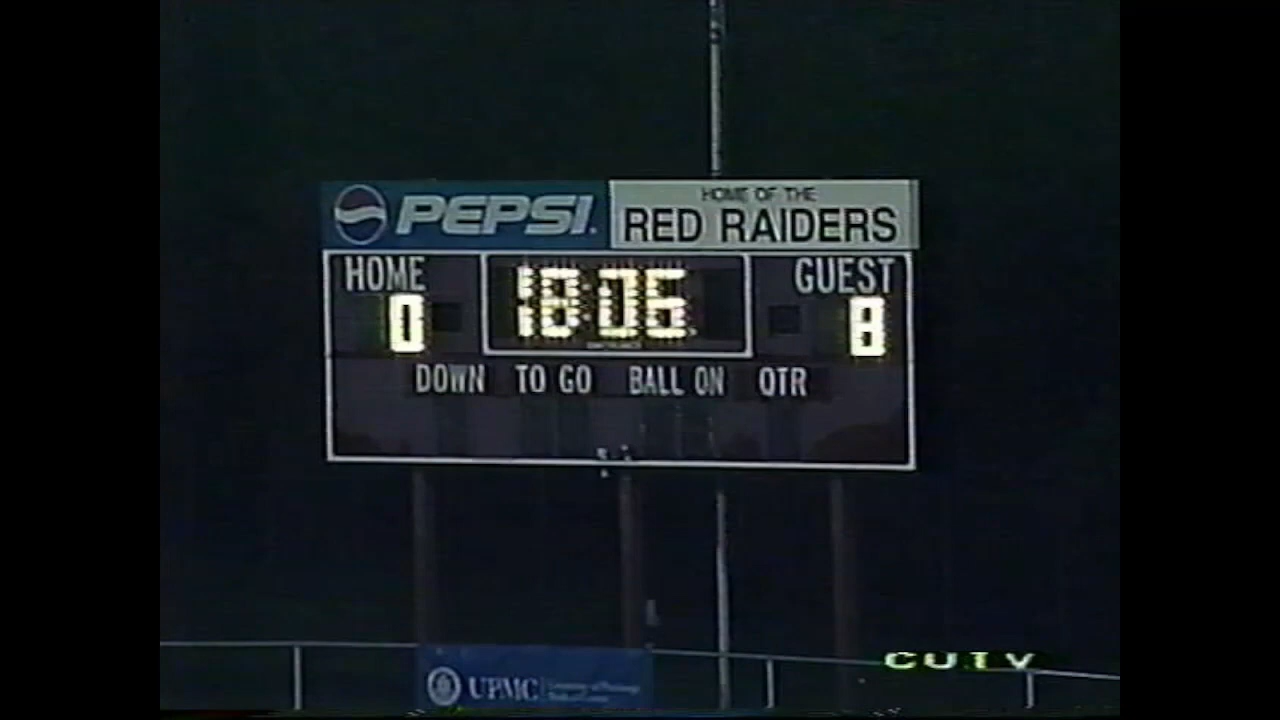 PEPSI
HOME OF THE
RED RAIDERS
HOME 18:06 GUEST
0 8
DOWN TO GO BALL ON QTR
UPMC
CUTV